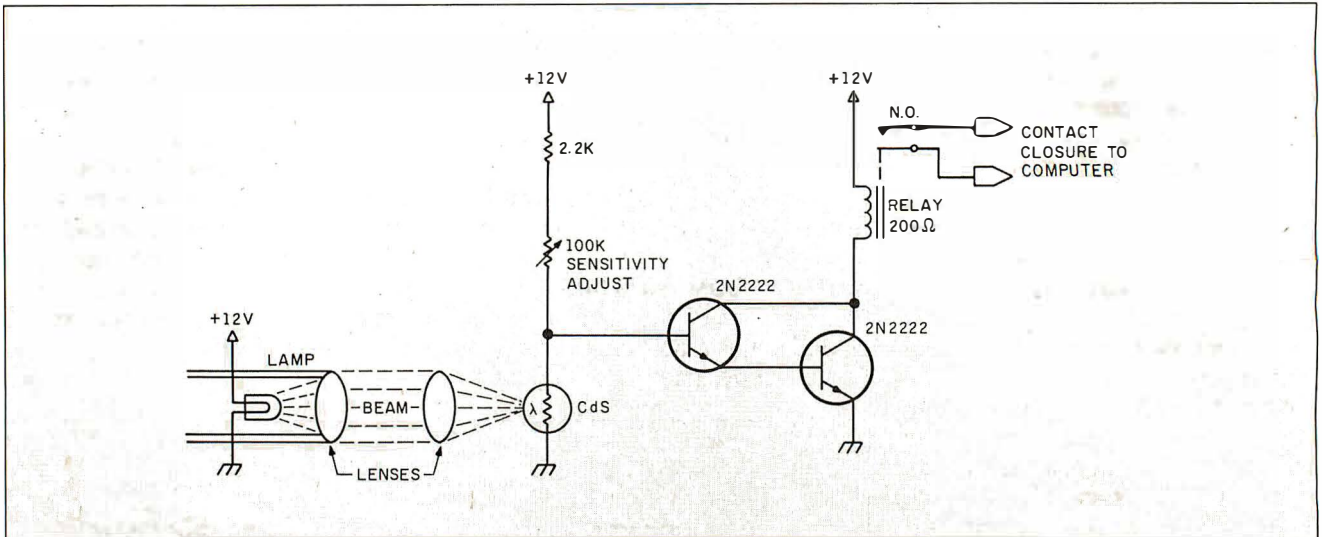 +12V
2.2K
100K
SENSITIVITY
ADJUST
+12V
N.O.
CONTACT
CLOSURE TO
COMPUTER
RELAY
200Ω
2N2222
2N2222
+12V
LAMP
BEAM
LENSES
λ
CdS